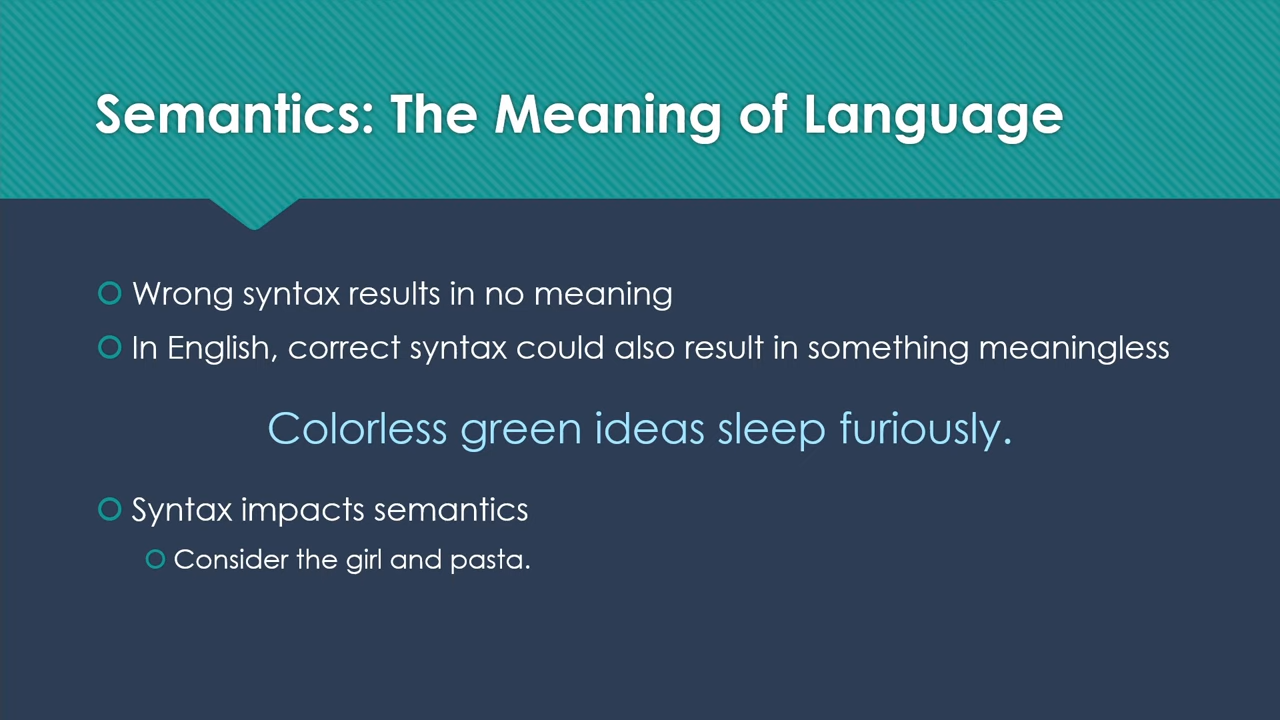 Semantics: The Meaning of Language
Wrong syntax results in no meaning
In English, correct syntax could also result in something meaningless
Colorless green ideas sleep furiously.
Syntax impacts semantics
Consider the girl and pasta.